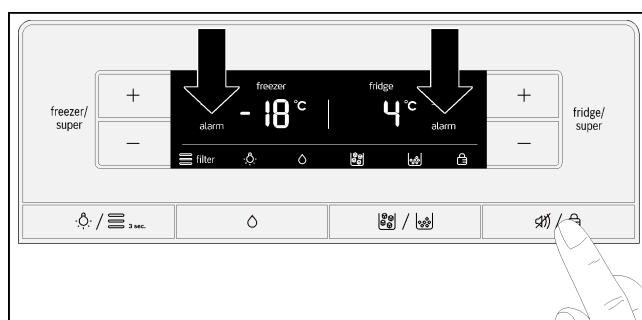 freezer/
super
+
−
freezer
fridge
-18 °C
4 °C
alarm
alarm
filter
+
−
fridge/
super
/ 3 sec.
/
/